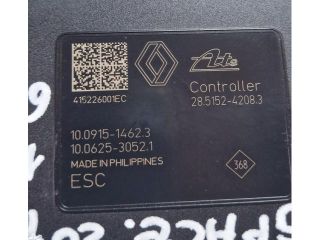 Ate
415226001EC
Controller
28.5152-4208.3
10.0915-1462.3
10.0625-3052.1
MADE IN PHILIPPINES
ESC
368